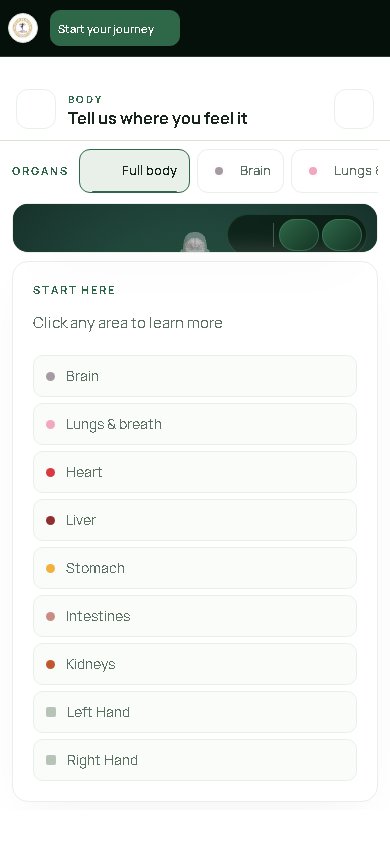 Start your journey
BODY
Tell us where you feel it
ORGANS
Full body
Brain
Lungs &
START HERE
Click any area to learn more
Brain
Lungs & breath
Heart
Liver
Stomach
Intestines
Kidneys
Left Hand
Right Hand